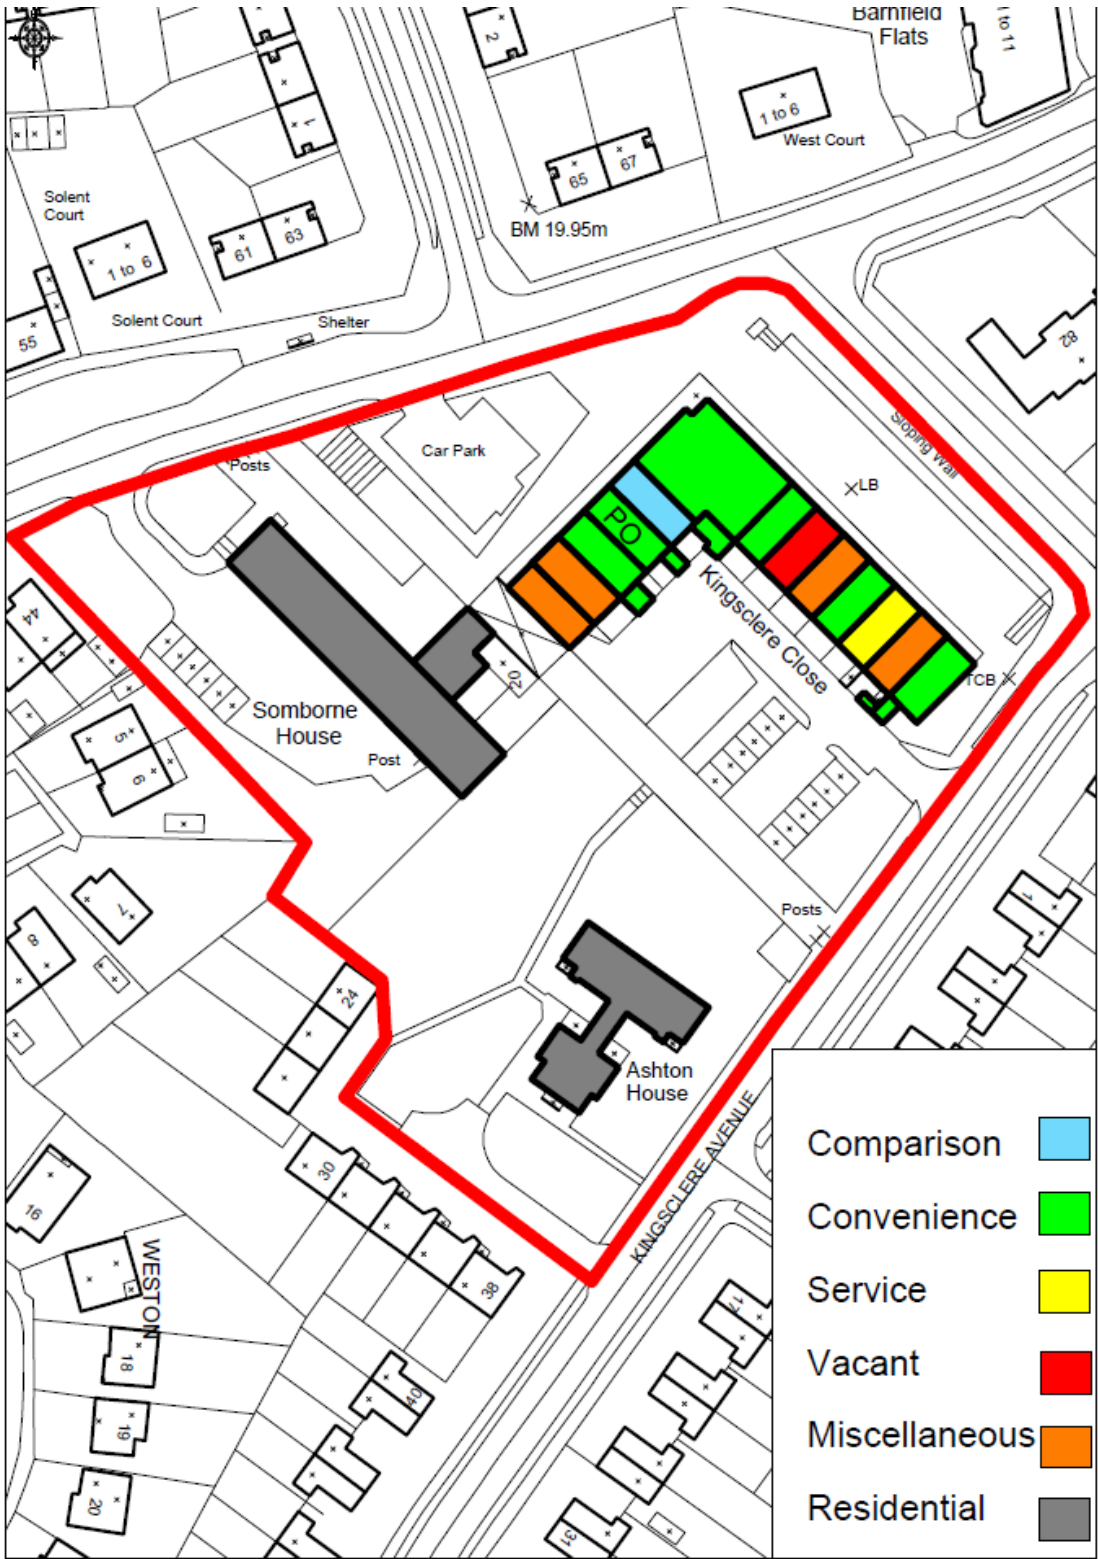 Barnfield
Flats
1 to 11
2
1
1 to 6
West Court
65
67
BM 19.95m
Solent
Court
61
63
1 to 6
Solent Court
Shelter
55
82
Sloping Wall
Car Park
Posts
LB
PO
Kingsclere Close
TCB
44
20
Somborne
House
Post
5
6
7
8
Posts
1
24
Ashton
House
KINGSCLERE AVENUE
30
38
16
WESTON
17
18
40
19
20
31
Comparison
Convenience
Service
Vacant
Miscellaneous
Residential